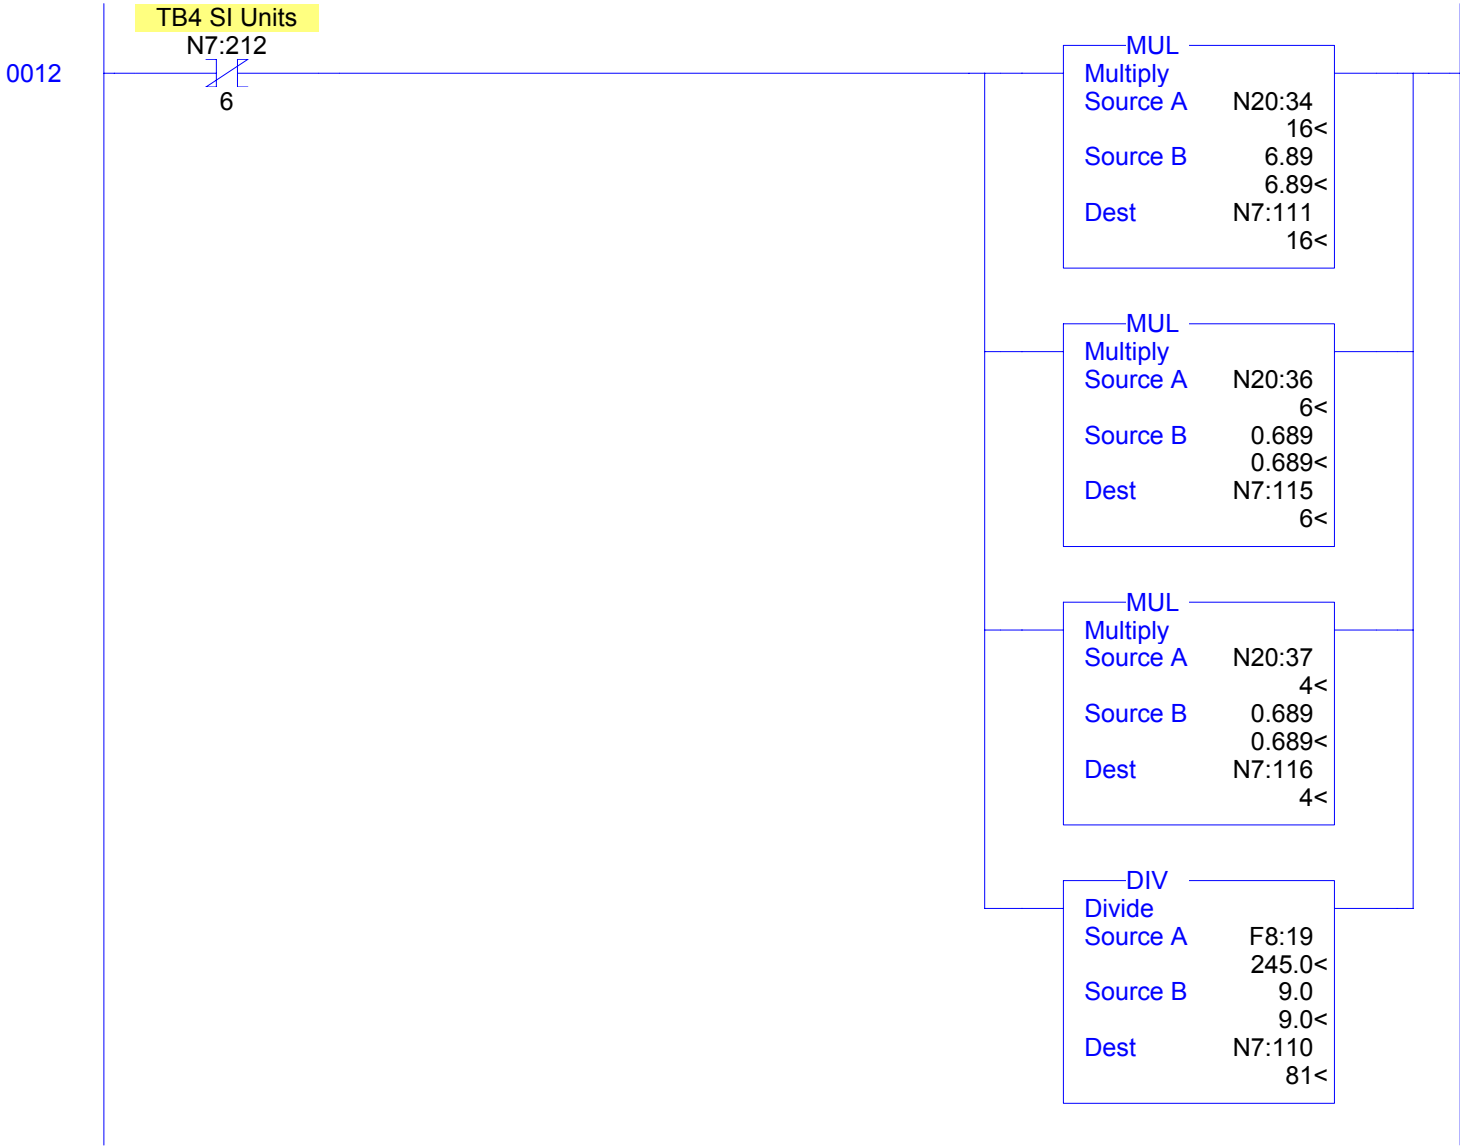 TB4 SI Units
N7:212
0012
6
MUL
Multiply
Source A N20:34
16<
Source B 6.89
6.89<
Dest N7:111
16<
MUL
Multiply
Source A N20:36
6<
Source B 0.689
0.689<
Dest N7:115
6<
MUL
Multiply
Source A N20:37
4<
Source B 0.689
0.689<
Dest N7:116
4<
DIV
Divide
Source A F8:19
245.0<
Source B 9.0
9.0<
Dest N7:110
81<